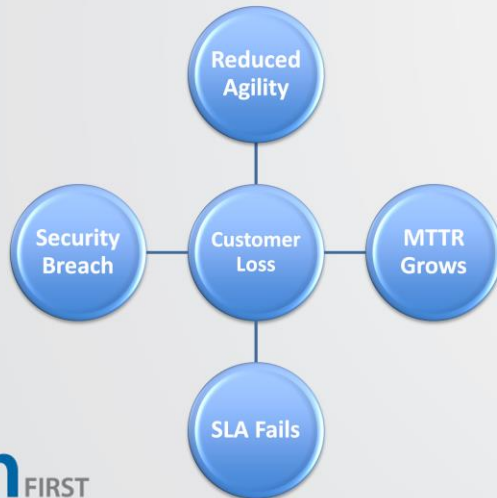 Reduced
Agility
Security
Breach
Customer
Loss
MTTR
Grows
SLA Fails
FIRST